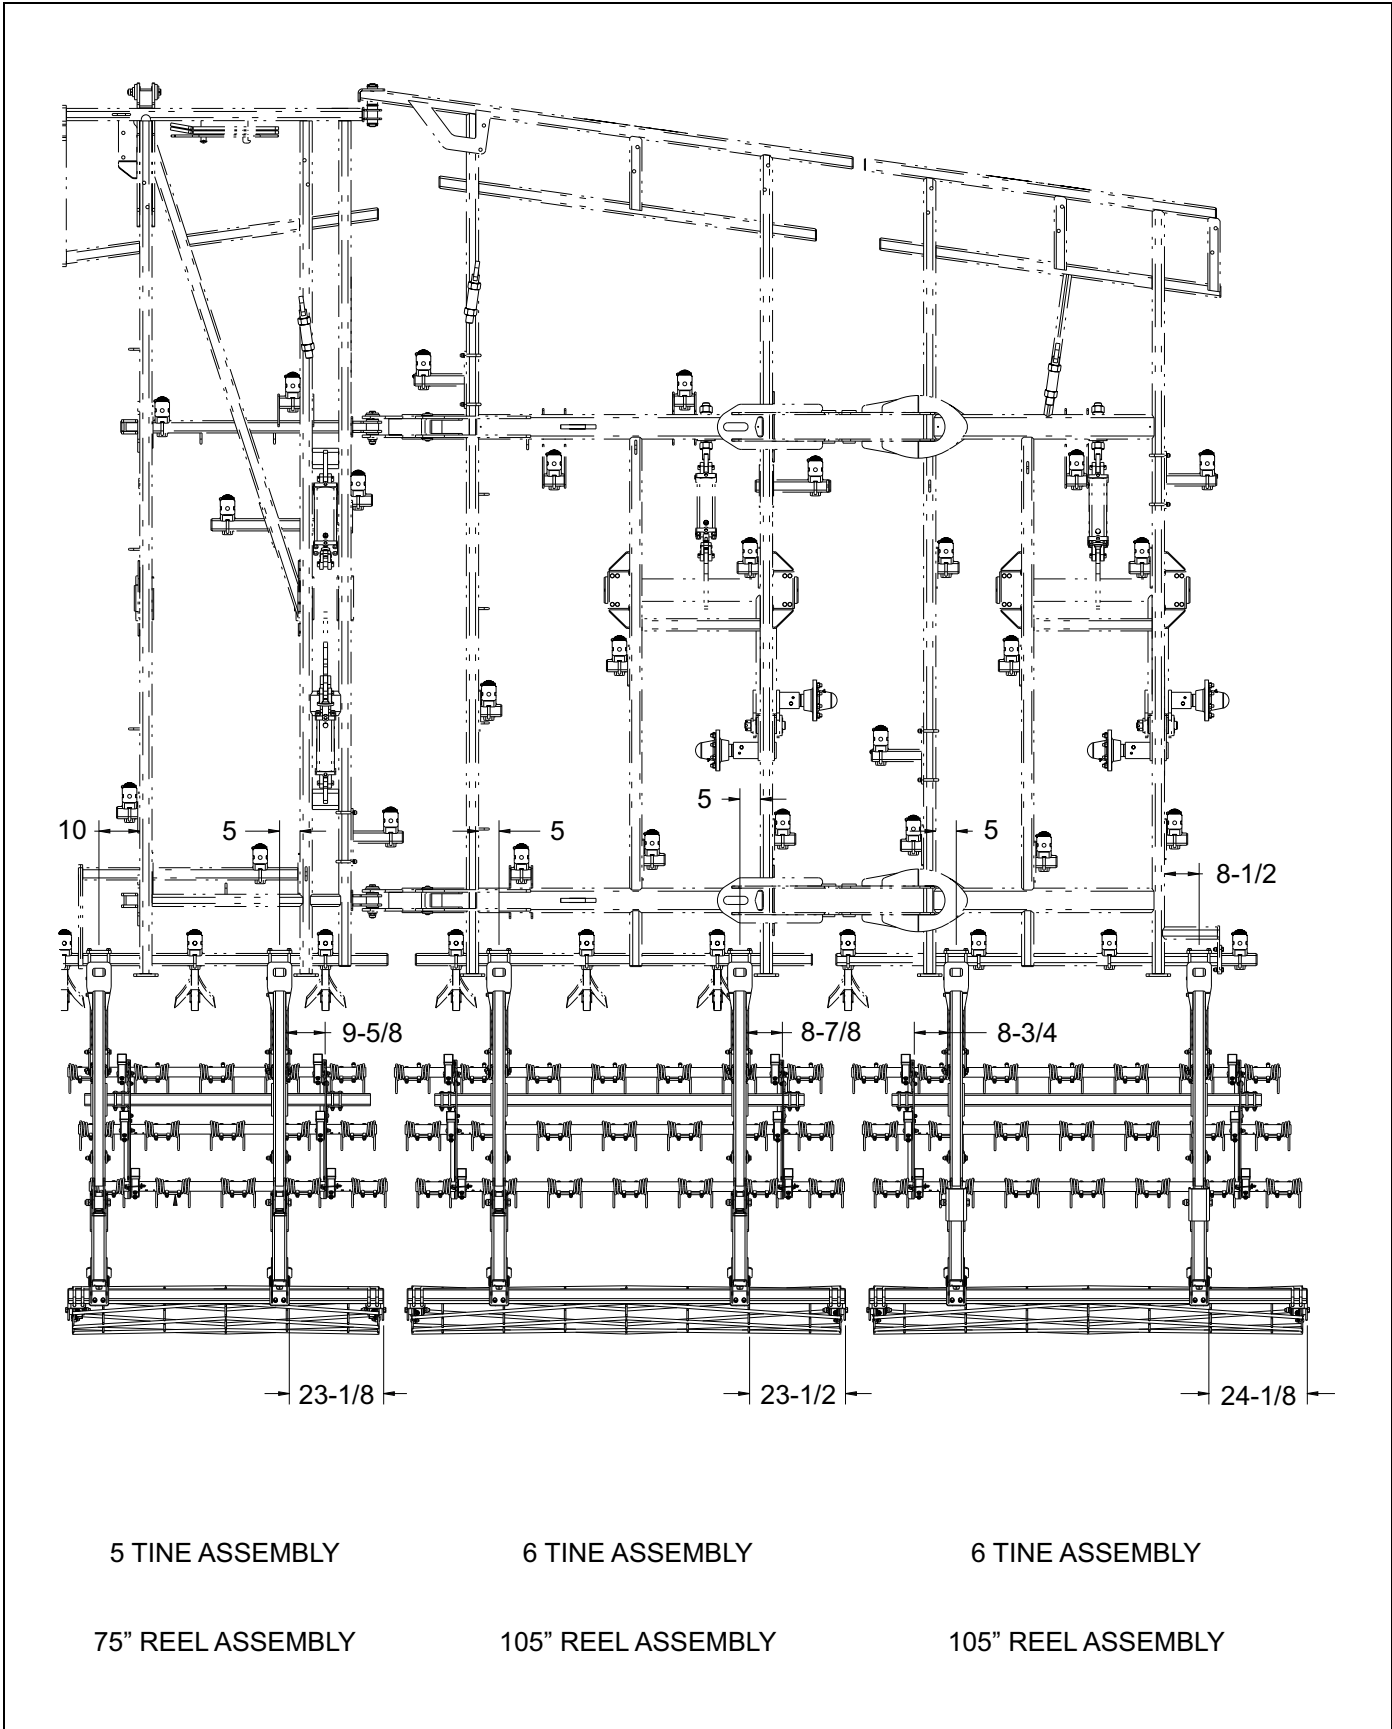 5
10
5
5
5
8-1/2
9-5/8
8-7/8
8-3/4
23-1/8
23-1/2
24-1/8
5 TINE ASSEMBLY
6 TINE ASSEMBLY
6 TINE ASSEMBLY
75” REEL ASSEMBLY
105” REEL ASSEMBLY
105” REEL ASSEMBLY